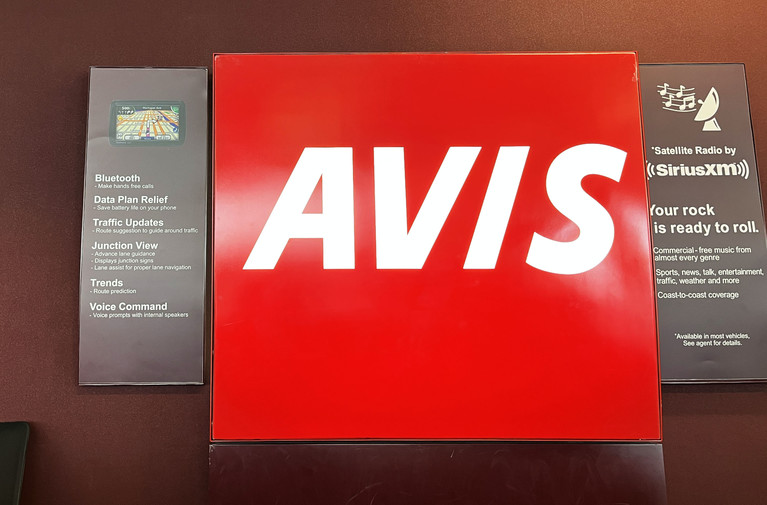 Bluetooth
- Make hands free calls
Data Plan Relief
- Save battery life on your phone
Traffic Updates
- Route suggestion to guide around traffic
Junction View
- Advance lane guidance
- Displays junction signs
- Lane assist for proper lane navigation
Trends
- Route prediction
Voice Command
- Voice prompts with internal speakers
AVIS
*Satellite Radio by
((SiriusXM))
Your rock
is ready to roll.
Commercial - free music from
almost every genre
Sports, news, talk, entertainment,
traffic, weather and more
Coast-to-coast coverage
*Available in most vehicles,
See agent for details.